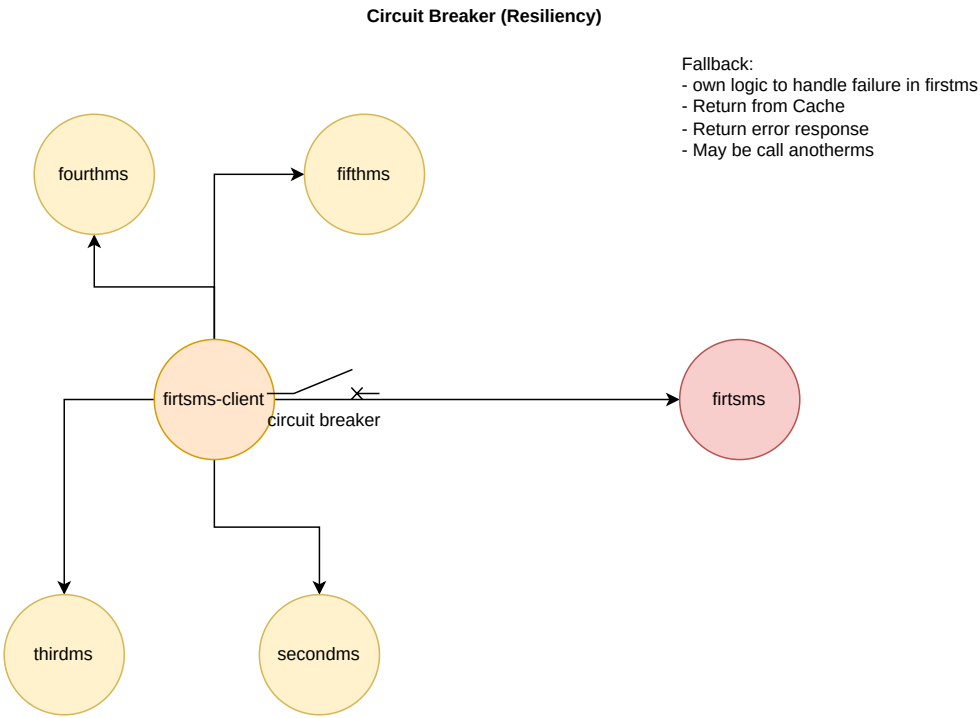 Circuit Breaker (Resiliency)
Fallback:
- own logic to handle failure in firstms
- Return from Cache
- Return error response
- May be call anotherms
fourthms
fifthms
firtsms-client
circuit breaker
firtsms
thirdms
secondms